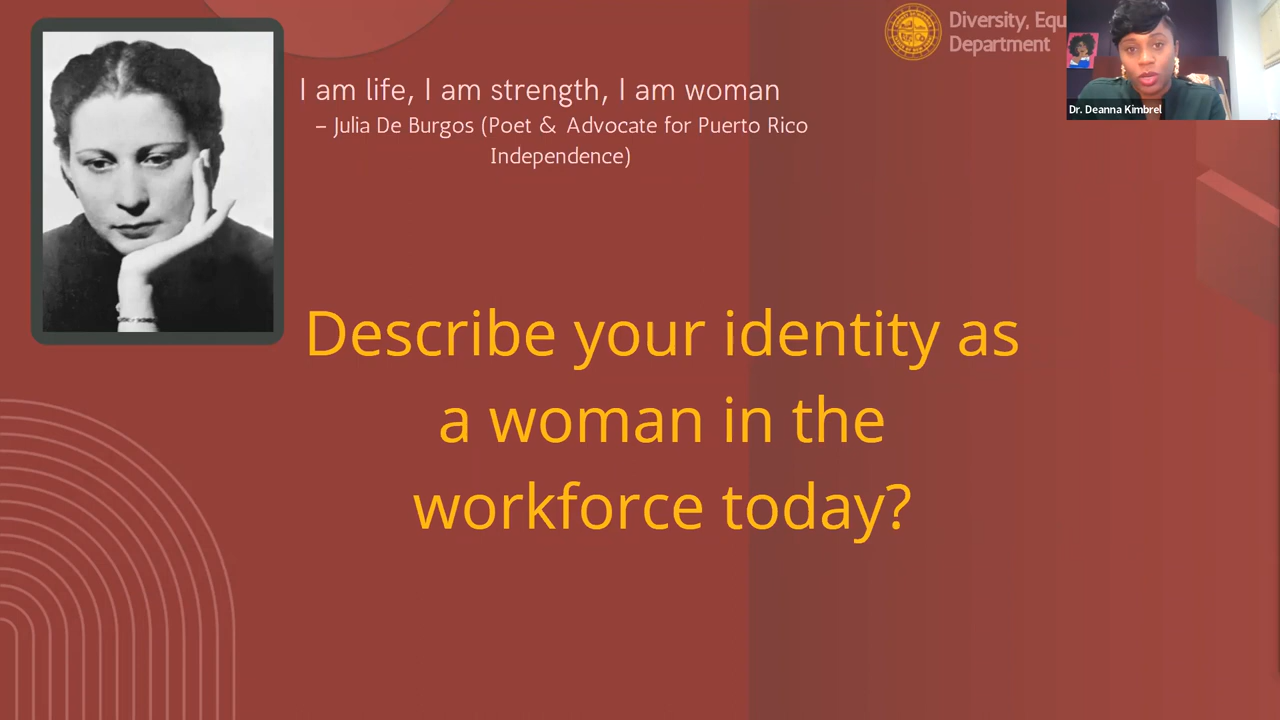 Diversity, Equ
Department
I am life, I am strength, I am woman
– Julia De Burgos (Poet & Advocate for Puerto Rico
Independence)
Dr. Deanna Kimbrel
Describe your identity as
a woman in the
workforce today?